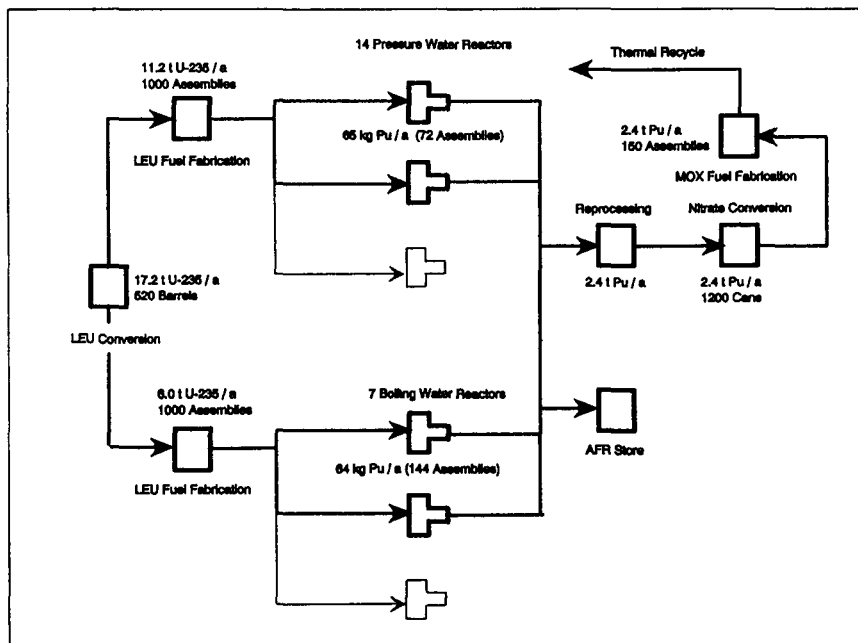 14 Pressure Water Reactors
Thermal Recycle
11.2 t U-235 / a
1000 Assemblies
LEU Fuel Fabrication
65 kg Pu / a (72 Assemblies)
2.4 t Pu / a
150 Assemblies
MOX Fuel Fabrication
Reprocessing
Nitrate Conversion
2.4 t Pu / a
2.4 t Pu / a
1200 Cans
17.2 t U-235 / a
520 Barrels
LEU Conversion
6.0 t U-235 / a
1000 Assemblies
LEU Fuel Fabrication
7 Boiling Water Reactors
64 kg Pu / a (144 Assemblies)
AFR Store